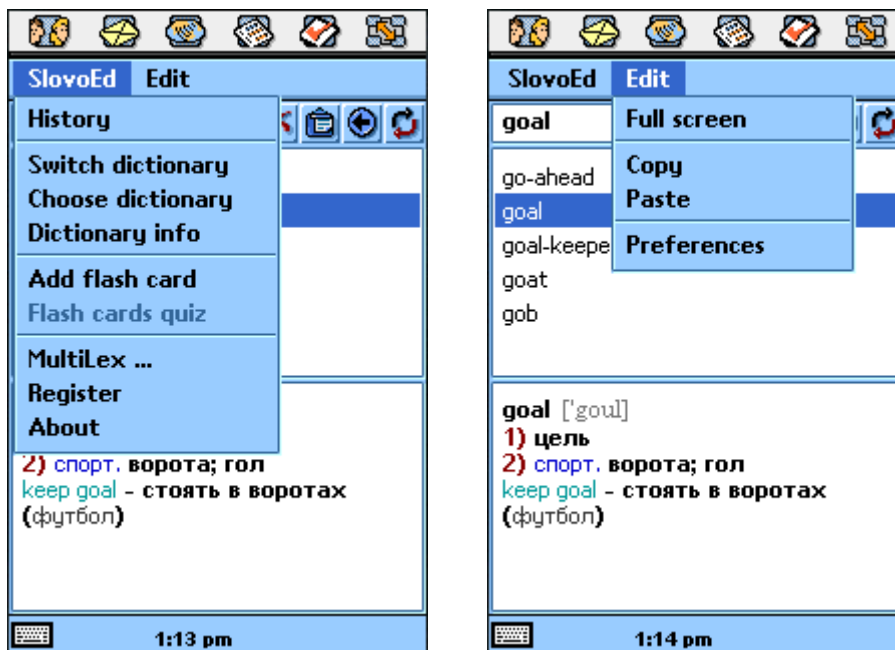 SlovoEd Edit
History
Switch dictionary
Choose dictionary
Dictionary info
Add flash card
Flash cards quiz
MultiLex ...
Register
About
2) спорт. ворота; гол
keep goal - стоять в воротах
(футбол)
1:13 pm
SlovoEd Edit
goal
Full screen
Copy
Paste
Preferences
go-ahead
goal
goal-keepe
goat
gob
goal ['goul]
1) цель
2) спорт. ворота; гол
keep goal - стоять в воротах
(футбол)
1:14 pm